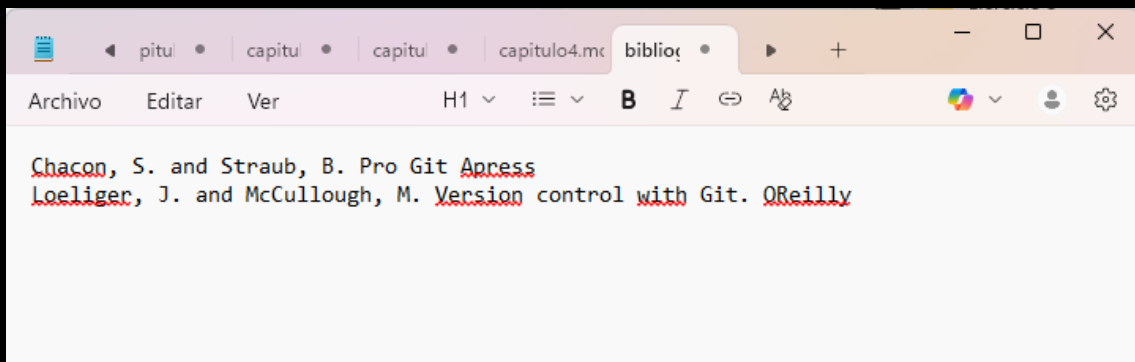 pitul capitul capitul capitulo4.mc bibliog
Archivo Editar Ver H1 B I
Chacon, S. and Straub, B. Pro Git Apress
Loeliger, J. and McCullough, M. Version control with Git. OReilly